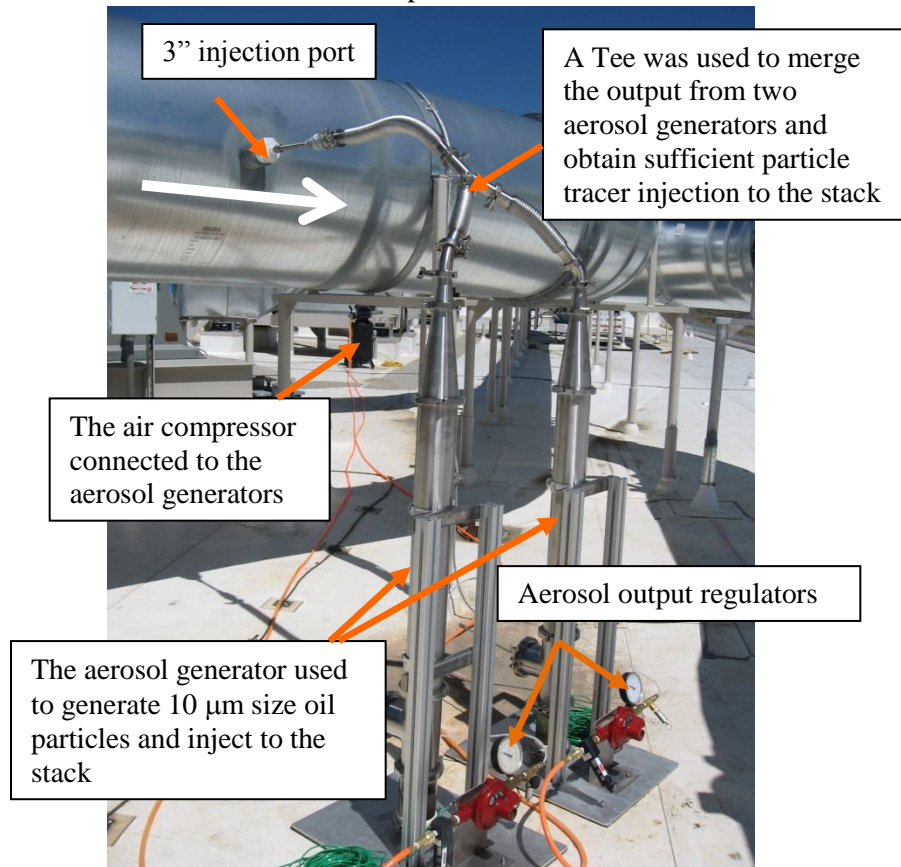 3” injection port
A Tee was used to merge
the output from two
aerosol generators and
obtain sufficient particle
tracer injection to the stack
The air compressor
connected to the
aerosol generators
Aerosol output regulators
The aerosol generator used
to generate 10 μm size oil
particles and inject to the
stack